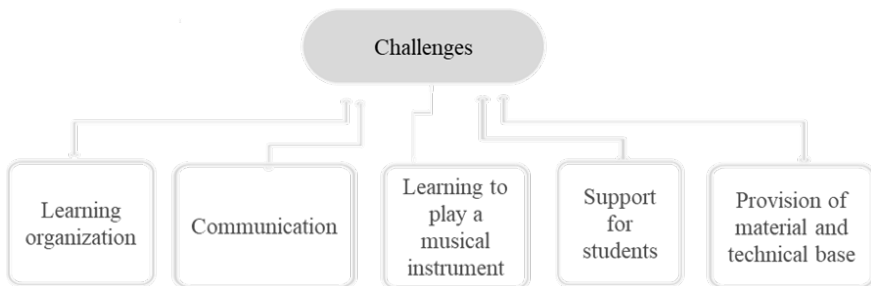 Challenges
Learning
organization
Communication
Learning to
play a
musical
instrument
Support
for
students
Provision of
material and
technical base